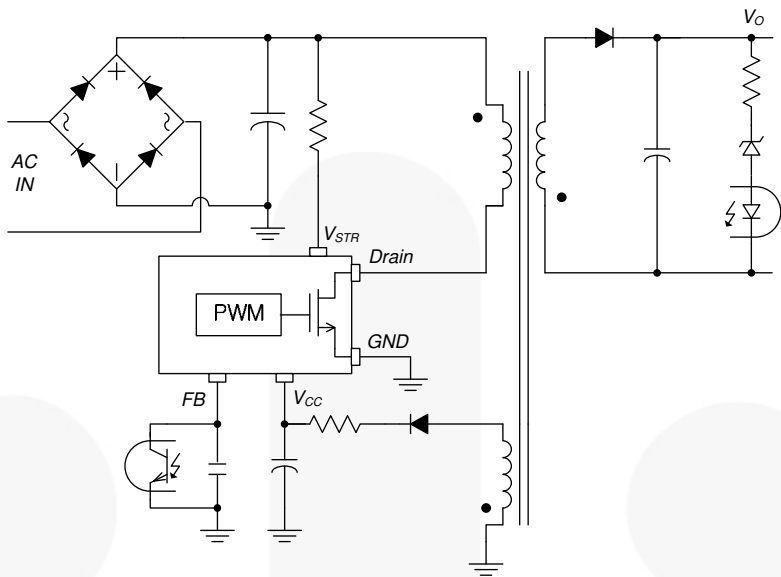 V_O
AC
IN
V_STR
Drain
PWM
GND
FB
V_CC